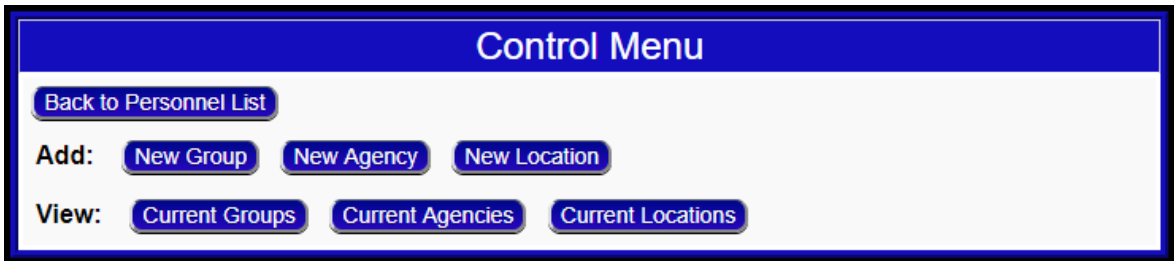 Control Menu
Back to Personnel List
Add: New Group New Agency New Location
View: Current Groups Current Agencies Current Locations